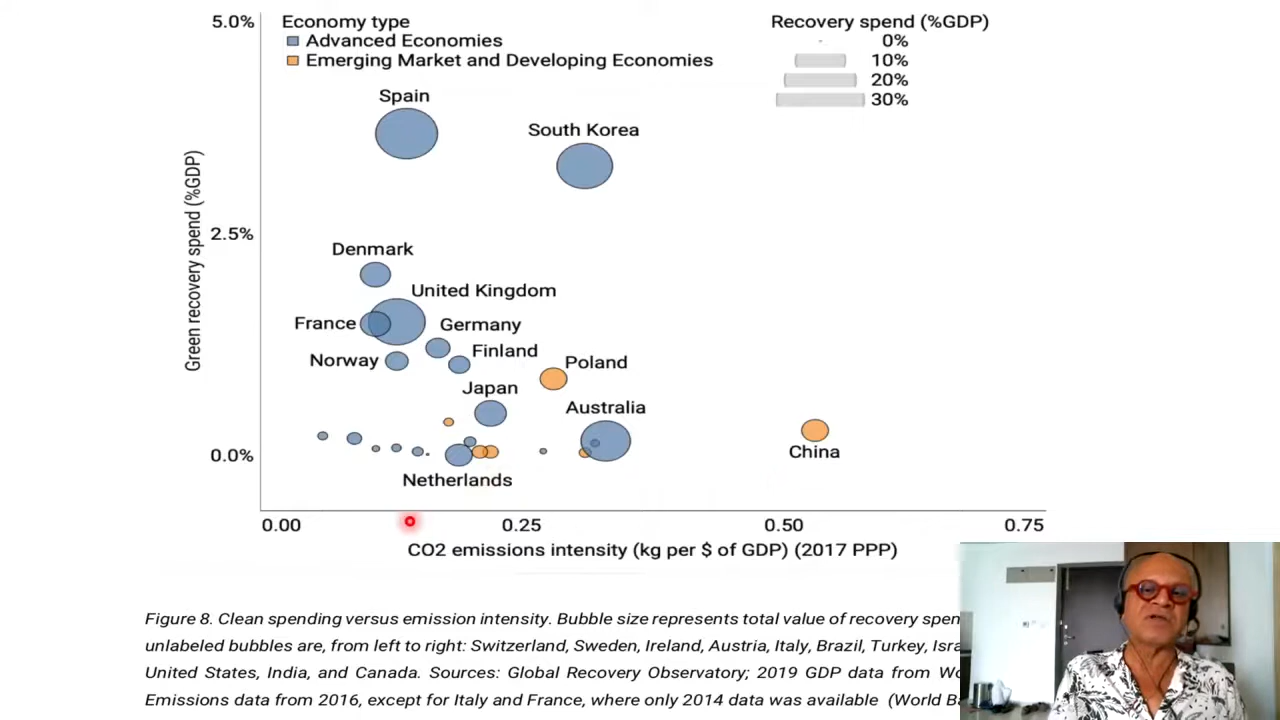 5.0%
Economy type
Recovery spend (%GDP)
Advanced Economies
0%
Emerging Market and Developing Economies
10%
20%
30%
Spain
South Korea
Green recovery spend (%GDP)
2.5%
Denmark
United Kingdom
France
Germany
Norway
Finland
Poland
Japan
Australia
0.0%
China
Netherlands
0.00
0.25
0.50
0.75
CO2 emissions intensity (kg per $ of GDP) (2017 PPP)
Figure 8. Clean spending versus emission intensity. Bubble size represents total value of recovery spen
unlabeled bubbles are, from left to right: Switzerland, Sweden, Ireland, Austria, Italy, Brazil, Turkey, Isra
United States, India, and Canada. Sources: Global Recovery Observatory; 2019 GDP data from Wo
Emissions data from 2016, except for Italy and France, where only 2014 data was available (World B